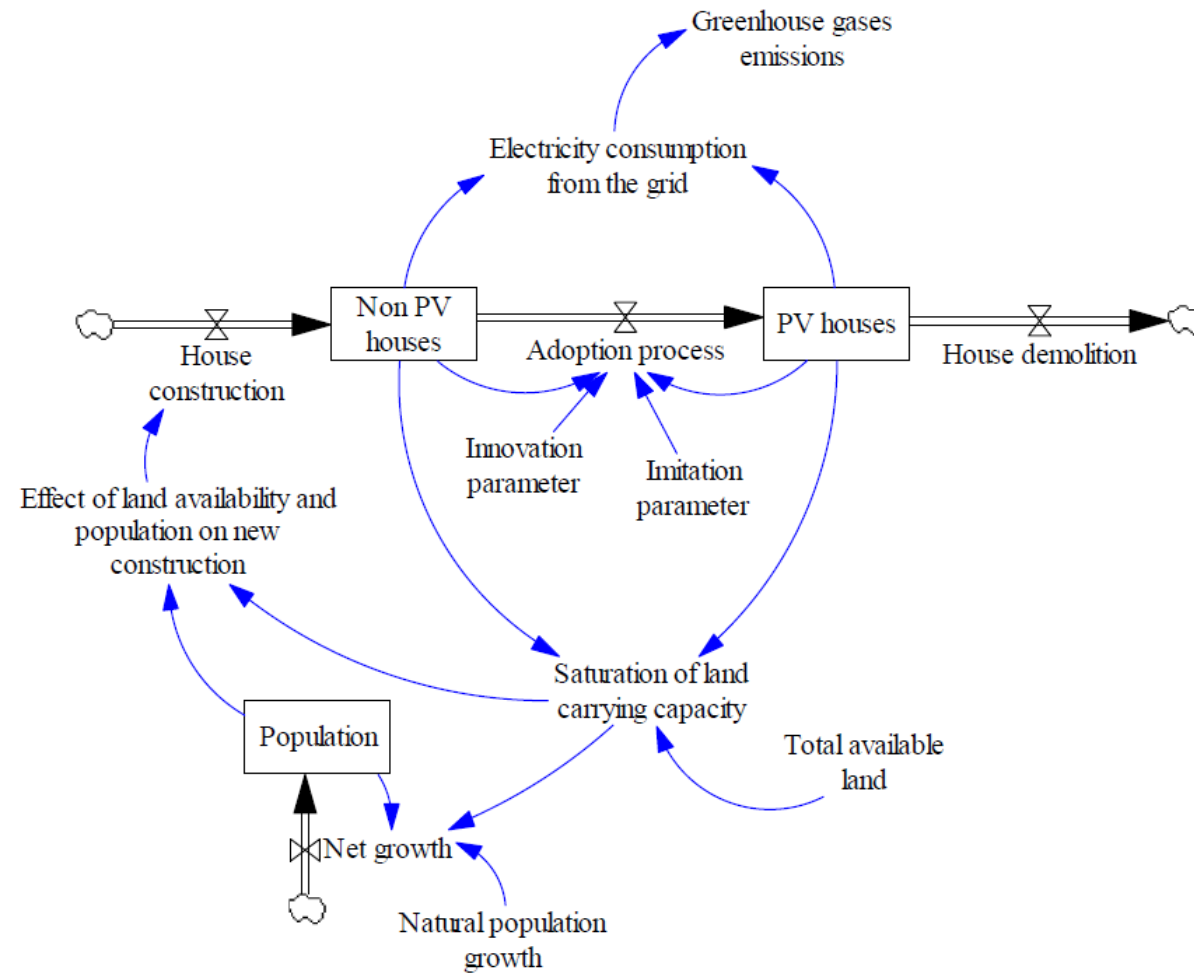 Greenhouse gases
emissions
Electricity consumption
from the grid
Non PV
houses
PV houses
House
construction
Adoption process
House demolition
Innovation
parameter
Imitation
parameter
Effect of land availability and
population on new
construction
Saturation of land
carrying capacity
Population
Total available
land
Net growth
Natural population
growth